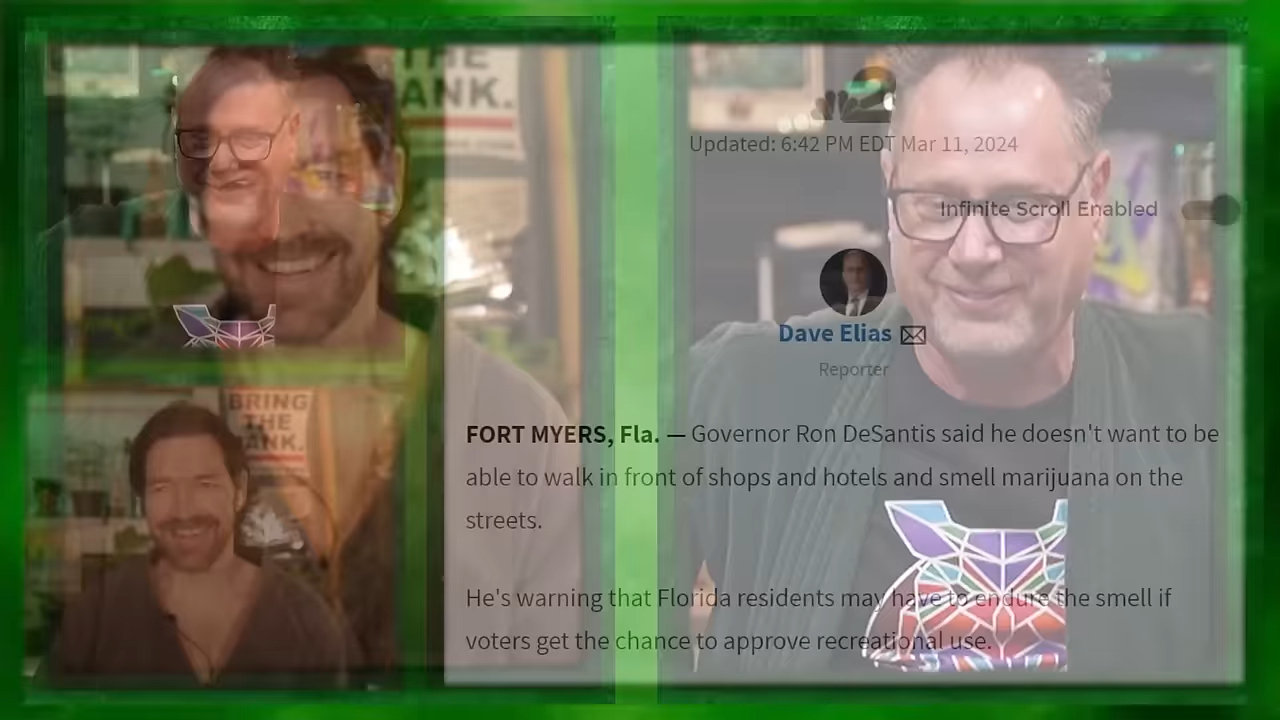 THE
ANK.
Updated: 6:42 PM EDT Mar 11, 2024
Infinite Scroll Enabled
Dave Elias
Reporter
BRING
THE
ANK.
FORT MYERS, Fla. — Governor Ron DeSantis said he doesn't want to be
able to walk in front of shops and hotels and smell marijuana on the
streets.
He's warning that Florida residents may have to endure the smell if
voters get the chance to approve recreational use.